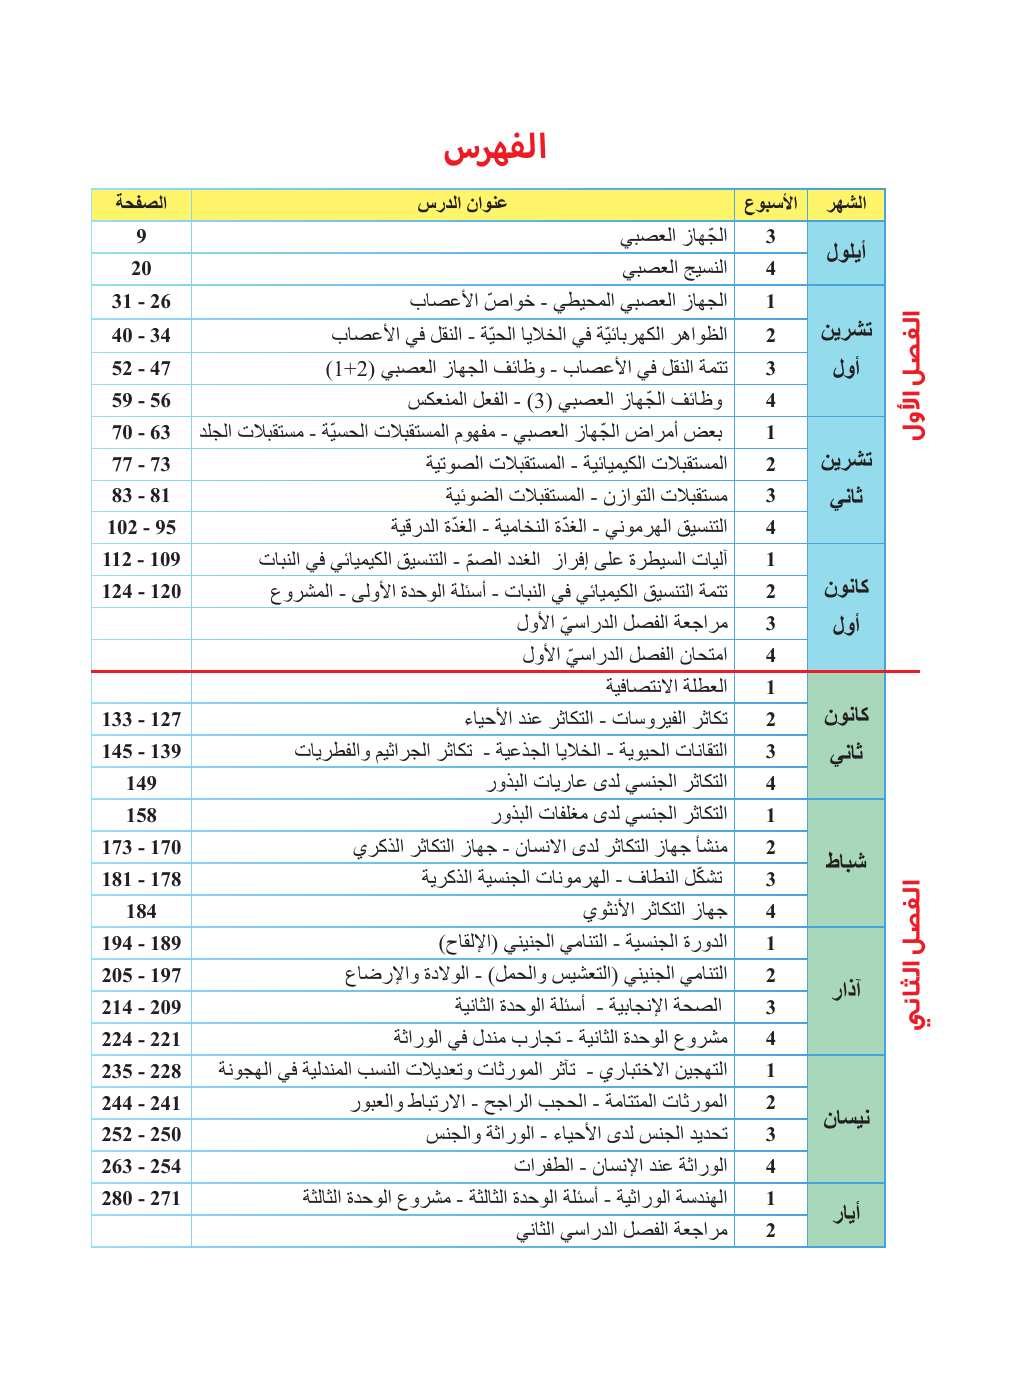 الفهرس
الشهر الأسبوع عنوان الدرس الصفحة
الفصل الأول
أيلول
3 الجّهاز العصبي 9
4 النسيج العصبي 20
تشرين أول
1 الجهاز العصبي المحيطي - خواصّ الأعصاب 26 - 31
2 الظواهر الكهربائيّة في الخلايا الحيّة - النقل في الأعصاب 34 - 40
3 تتمة النقل في الأعصاب - وظائف الجهاز العصبي (2+1) 47 - 52
4 وظائف الجّهاز العصبي (3) - الفعل المنعكس 56 - 59
تشرين ثاني
1 بعض أمراض الجّهاز العصبي - مفهوم المستقبلات الحسيّة - مستقبلات الجلد 63 - 70
2 المستقبلات الكيميائية - المستقبلات الصوتية 73 - 77
3 مستقبلات التوازن - المستقبلات الضوئية 81 - 83
4 التنسيق الهرموني - الغدّة النخامية - الغدّة الدرقية 95 - 102
كانون أول
1 آليات السيطرة على إفراز الغدد الصمّ - التنسيق الكيميائي في النبات 109 - 112
2 تتمة التنسيق الكيميائي في النبات - أسئلة الوحدة الأولى - المشروع 120 - 124
3 مراجعة الفصل الدراسيّ الأول
4 امتحان الفصل الدراسيّ الأول
الفصل الثاني
كانون ثاني
1 العطلة الانتصافية
2 تكاثر الفيروسات - التكاثر عند الأحياء 127 - 133
3 التقانات الحيوية - الخلايا الجذعية - تكاثر الجراثيم والفطريات 139 - 145
4 التكاثر الجنسي لدى عاريات البذور 149
شباط
1 التكاثر الجنسي لدى مغلفات البذور 158
2 منشأ جهاز التكاثر لدى الانسان - جهاز التكاثر الذكري 170 - 173
3 تشكّل النطاف - الهرمونات الجنسية الذكرية 178 - 181
4 جهاز التكاثر الأنثوي 184
آذار
1 الدورة الجنسية - التنامي الجنيني (الإلقاح) 189 - 194
2 التنامي الجنيني (التعشيس والحمل) - الولادة والإرضاع 197 - 205
3 الصحة الإنجابية - أسئلة الوحدة الثانية 209 - 214
4 مشروع الوحدة الثانية - تجارب مندل في الوراثة 221 - 224
نيسان
1 التهجين الاختباري - تآثر المورثات وتعديلات النسب المندلية في الهجونة 228 - 235
2 المورثات المتتامة - الحجب الراجح - الارتباط والعبور 241 - 244
3 تحديد الجنس لدى الأحياء - الوراثة والجنس 250 - 252
4 الوراثة عند الإنسان - الطفرات 254 - 263
أيار
1 الهندسة الوراثية - أسئلة الوحدة الثالثة - مشروع الوحدة الثالثة 271 - 280
2 مراجعة الفصل الدراسي الثاني